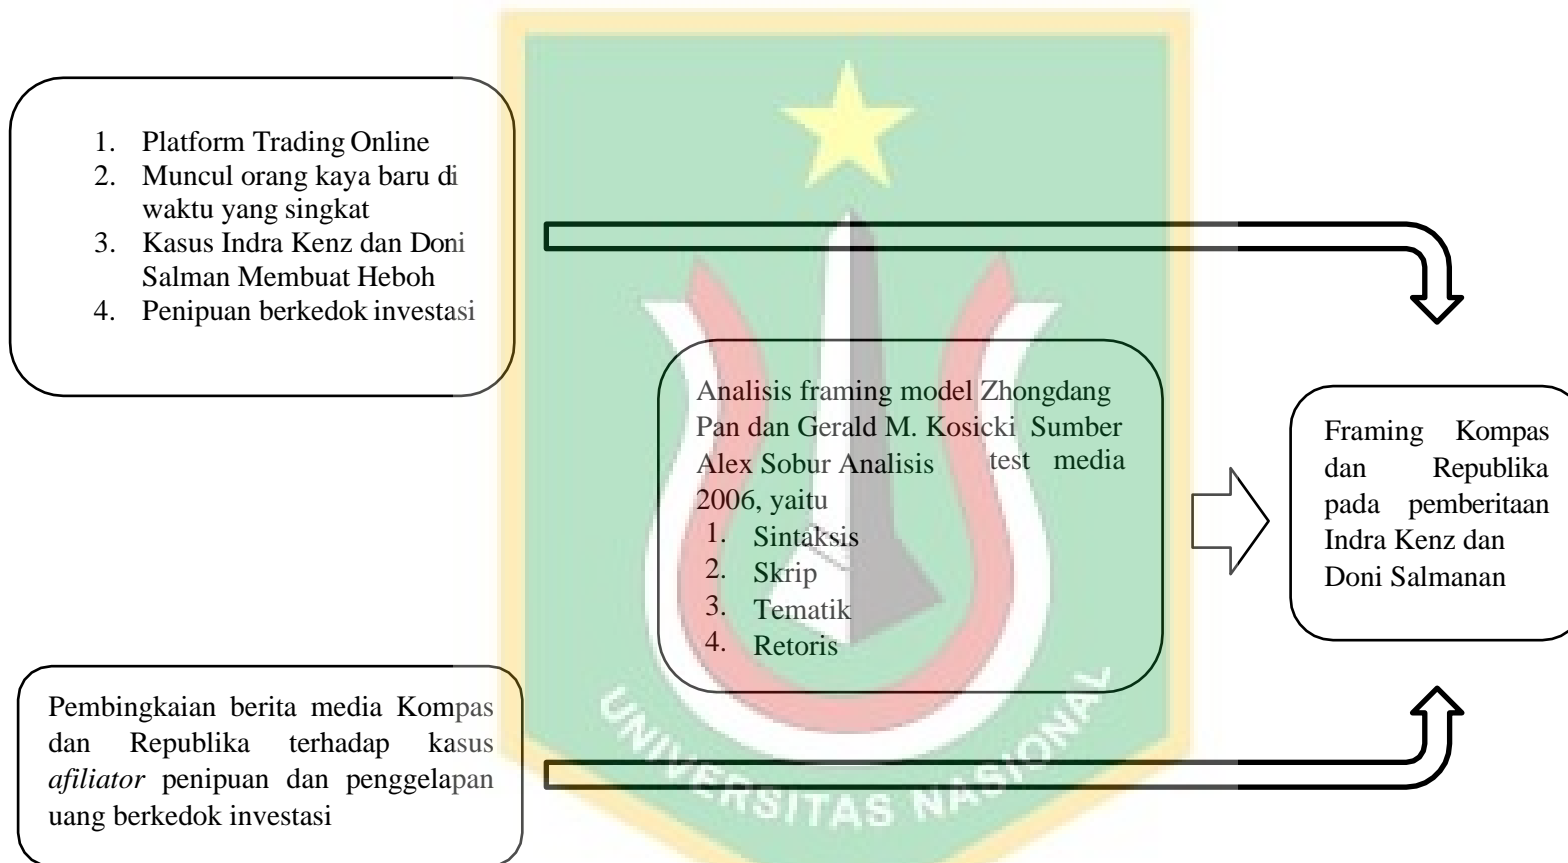 1. Platform Trading Online
2. Muncul orang kaya baru di
waktu yang singkat
3. Kasus Indra Kenz dan Doni
Salman Membuat Heboh
4. Penipuan berkedok investasi
Analisis framing model Zhongdang
Pan dan Gerald M. Kosicki Sumber
Alex Sobur Analisis test media
2006, yaitu
1. Sintaksis
2. Skrip
3. Tematik
4. Retoris
Framing Kompas
dan Republika
pada pemberitaan
Indra Kenz dan
Doni Salmanan
Pembingkaian berita media Kompas
dan Republika terhadap kasus
afiliator penipuan dan penggelapan
uang berkedok investasi
UNIVERSITAS NASIONAL